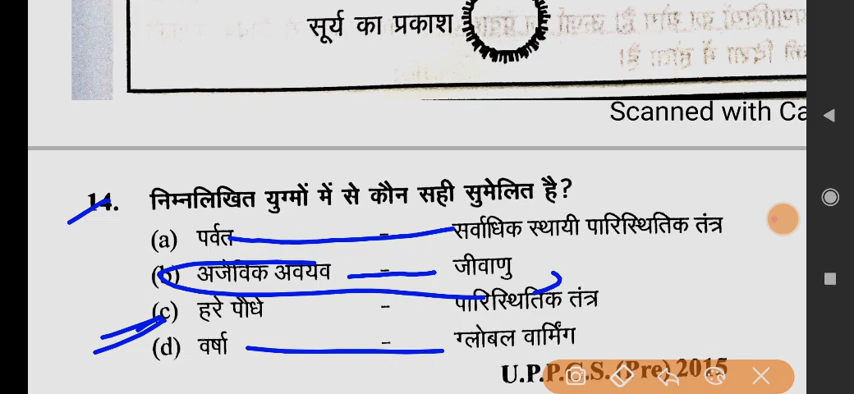 सूर्य का प्रकाश
Scanned with Ca
14. निम्नलिखित युग्मों में से कौन सही सुमेलित है?
(a) पर्वत - सर्वाधिक स्थायी पारिस्थितिक तंत्र
(b) अजैविक अवयव - जीवाणु
(c) हरे पौधे - पारिस्थितिक तंत्र
(d) वर्षा - ग्लोबल वार्मिंग
U.P.P.C.S. (Pre) 2015